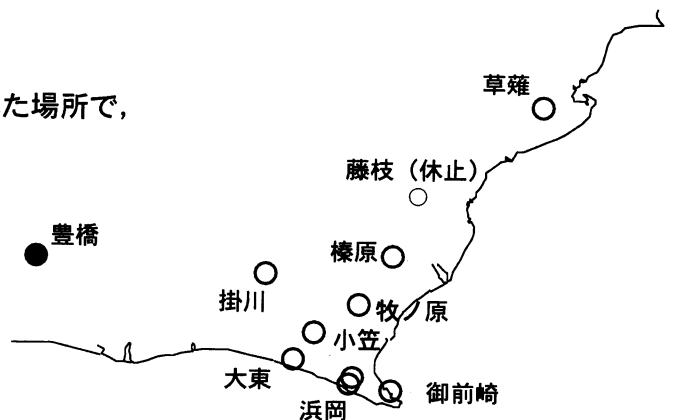 草薙
た場所で，
藤枝（休止）
豊橋
榛原
掛川
牧ノ原
小笠
大東
御前崎
浜岡